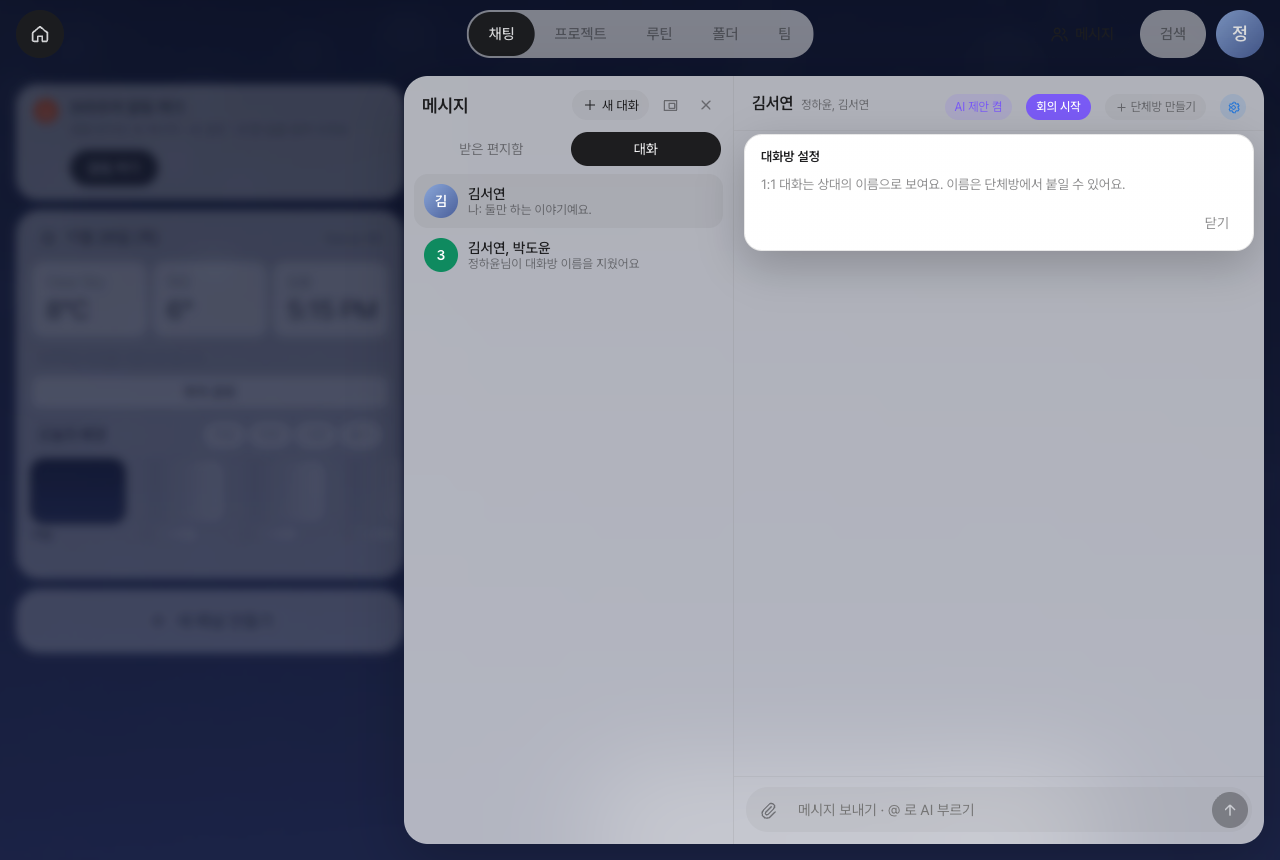 채팅
프로젝트
루틴
폴더
팀
메시지
검색
정
메시지
새 대화
받은 편지함
대화
김
김서연
나: 둘만 하는 이야기예요.
3
김서연, 박도윤
정하윤님이 대화방 이름을 지웠어요
김서연 정하윤, 김서연
AI 제안 켬
회의 시작
단체방 만들기
대화방 설정
1:1 대화는 상대의 이름으로 보여요. 이름은 단체방에서 붙일 수 있어요.
닫기
메시지 보내기 · @ 로 AI 부르기